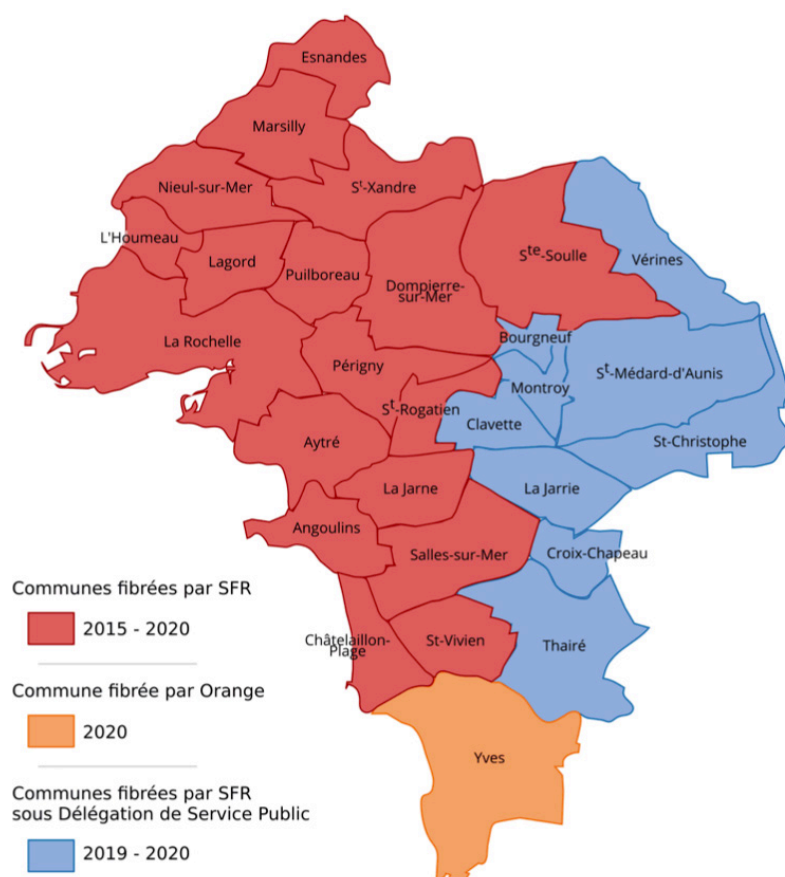 Esnandes
Marsilly
Nieul-sur-Mer
Sᵗ-Xandre
L'Houmeau
Lagord
Puilboreau
Dompierre-
sur-Mer
Sᵗᵉ-Soulle
Vérines
La Rochelle
Périgny
Bourgneuf
Sᵗ-Médard-d'Aunis
Montroy
Sᵗ-Rogatien
Clavette
Aytré
St-Christophe
La Jarne
La Jarrie
Angoulins
Salles-sur-Mer
Croix-Chapeau
Châtelaillon-
Plage
St-Vivien
Thairé
Yves
Communes fibrées par SFR
2015 - 2020
Commune fibrée par Orange
2020
Communes fibrées par SFR
sous Délégation de Service Public
2019 - 2020